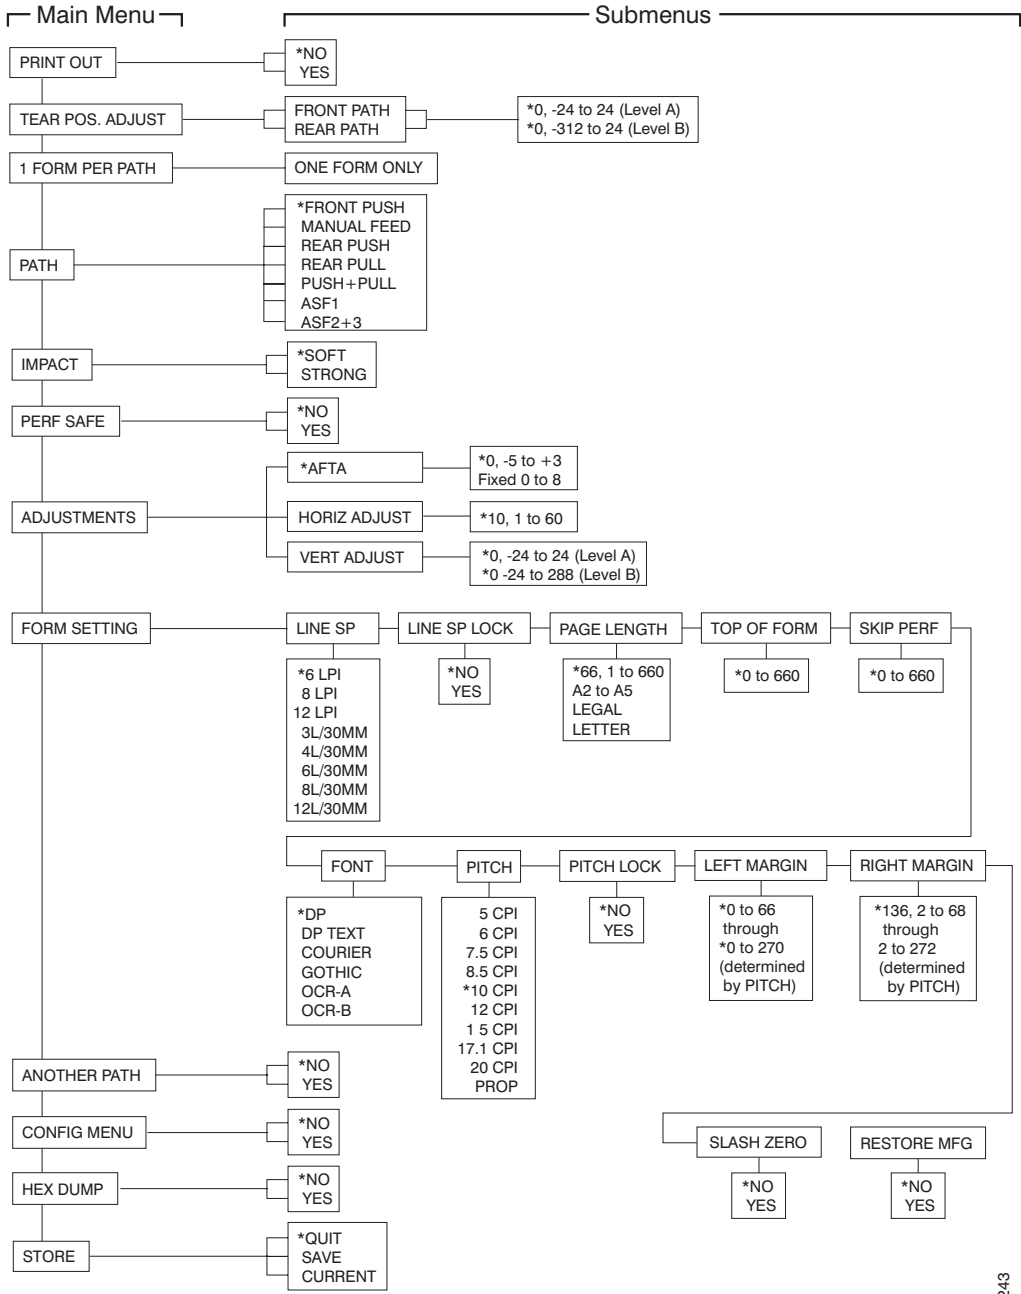 Main Menu
Submenus
PRINT OUT
*NO
YES
TEAR POS. ADJUST
FRONT PATH
REAR PATH
*0, -24 to 24 (Level A)
*0, -312 to 24 (Level B)
1 FORM PER PATH
ONE FORM ONLY
PATH
*FRONT PUSH
MANUAL FEED
REAR PUSH
REAR PULL
PUSH+PULL
ASF1
ASF2+3
IMPACT
*SOFT
STRONG
PERF SAFE
*NO
YES
ADJUSTMENTS
*AFTA
*0, -5 to +3
Fixed 0 to 8
HORIZ ADJUST
*10, 1 to 60
VERT ADJUST
*0, -24 to 24 (Level A)
*0 -24 to 288 (Level B)
FORM SETTING
LINE SP
*6 LPI
8 LPI
12 LPI
3L/30MM
4L/30MM
6L/30MM
8L/30MM
12L/30MM
LINE SP LOCK
*NO
YES
PAGE LENGTH
*66, 1 to 660
A2 to A5
LEGAL
LETTER
TOP OF FORM
*0 to 660
SKIP PERF
*0 to 660
FONT
*DP
DP TEXT
COURIER
GOTHIC
OCR-A
OCR-B
PITCH
5 CPI
6 CPI
7.5 CPI
8.5 CPI
*10 CPI
12 CPI
1 5 CPI
17.1 CPI
20 CPI
PROP
PITCH LOCK
*NO
YES
LEFT MARGIN
*0 to 66
through
*0 to 270
(determined
by PITCH)
RIGHT MARGIN
*136, 2 to 68
through
2 to 272
(determined
by PITCH)
SLASH ZERO
*NO
YES
RESTORE MFG
*NO
YES
ANOTHER PATH
*NO
YES
CONFIG MENU
*NO
YES
HEX DUMP
*NO
YES
STORE
*QUIT
SAVE
CURRENT